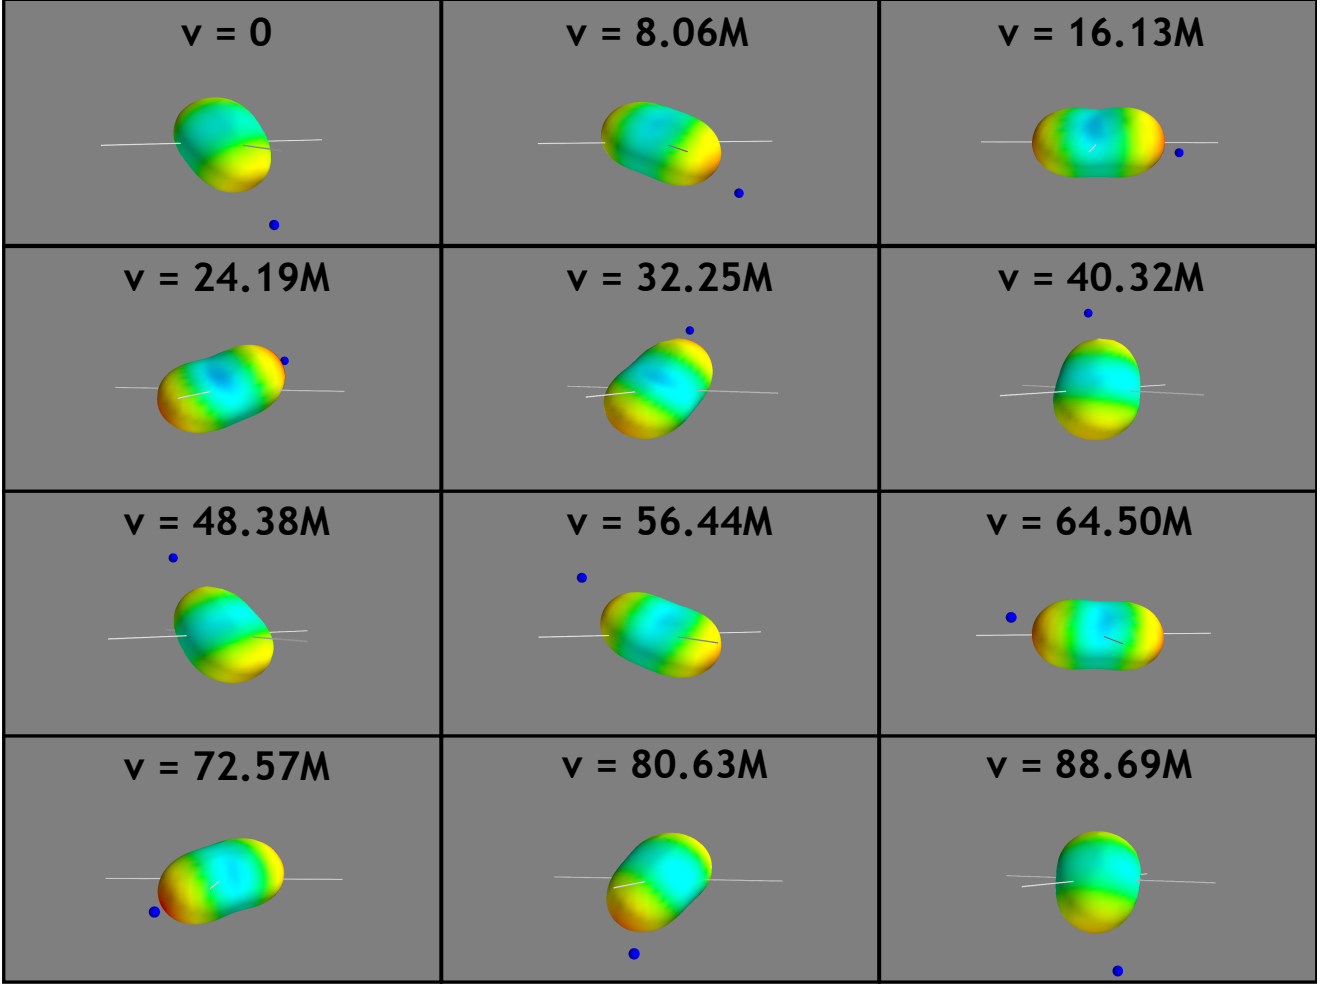 v = 0
v = 8.06M
v = 16.13M
v = 24.19M
v = 32.25M
v = 40.32M
v = 48.38M
v = 56.44M
v = 64.50M
v = 72.57M
v = 80.63M
v = 88.69M